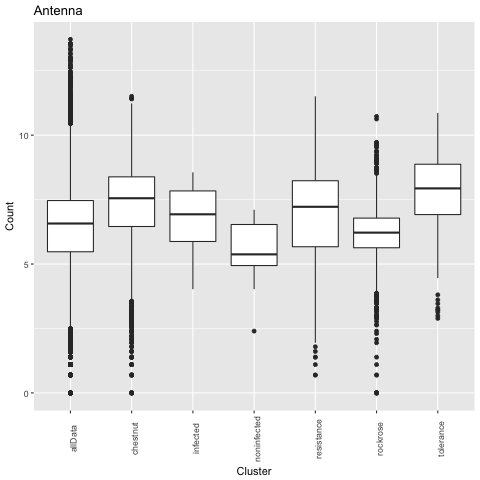 Antenna
Count
10
5
0
allData
chestnut
infected
noninfected
resistance
rockrose
tolerance
Cluster